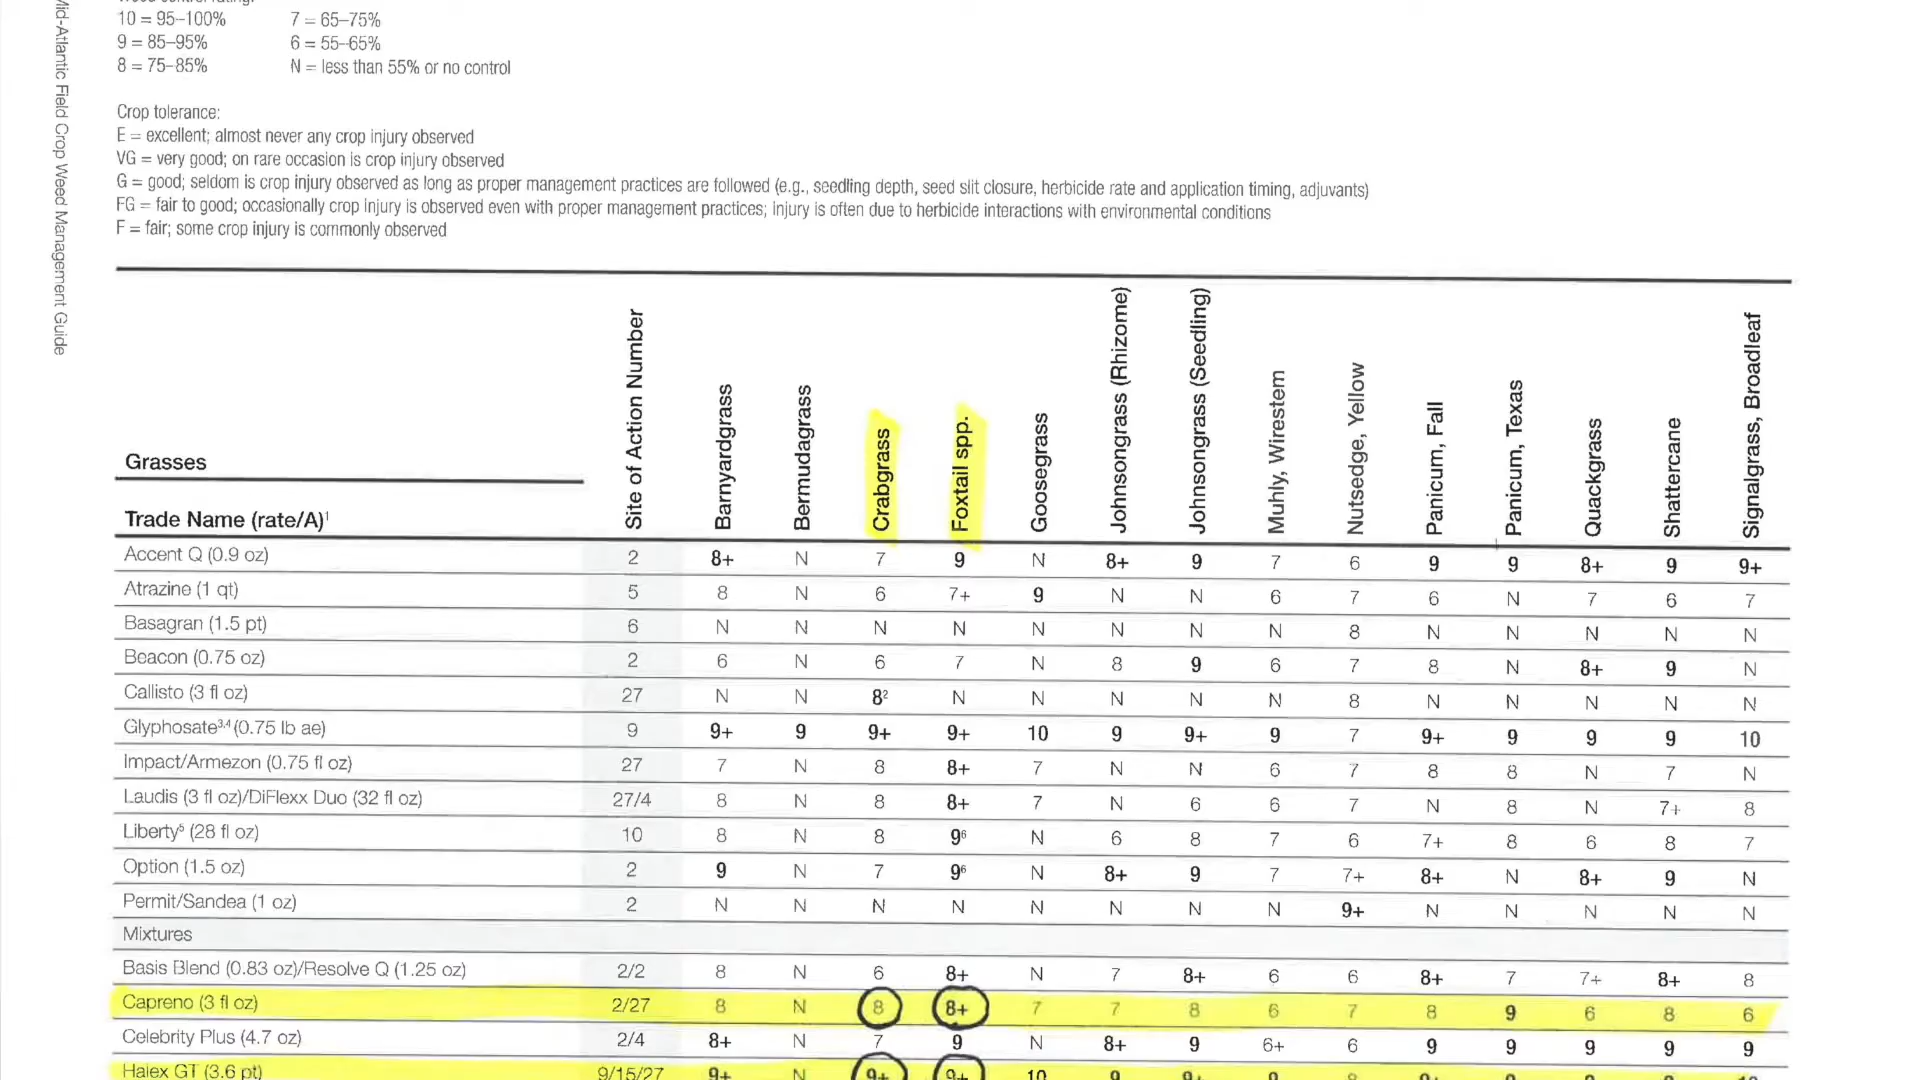 Mid-Atlantic Field Crop Weed Management Guide
10 = 95–100% 7 = 65–75%
9 = 85–95% 6 = 55–65%
8 = 75–85% N = less than 55% or no control
Crop tolerance:
E = excellent; almost never any crop injury observed
VG = very good; on rare occasion is crop injury observed
G = good; seldom is crop injury observed as long as proper management practices are followed (e.g., seedling depth, seed slit closure, herbicide rate and application timing, adjuvants)
FG = fair to good; occasionally crop injury is observed even with proper management practices; injury is often due to herbicide interactions with environmental conditions
F = fair; some crop injury is commonly observed
Grasses
Trade Name (rate/A)¹ Site of Action Number Barnyardgrass Bermudagrass Crabgrass Foxtail spp. Goosegrass Johnsongrass (Rhizome) Johnsongrass (Seedling) Muhly, Wirestem Nutsedge, Yellow Panicum, Fall Panicum, Texas Quackgrass Shattercane Signalgrass, Broadleaf
Accent Q (0.9 oz) 2 8+ N 7 9 N 8+ 9 7 6 9 9 8+ 9 9+
Atrazine (1 qt) 5 8 N 6 7+ 9 N N 6 7 6 N 7 6 7
Basagran (1.5 pt) 6 N N N N N N N N 8 N N N N N
Beacon (0.75 oz) 2 6 N 6 7 N 8 9 6 7 8 N 8+ 9 N
Callisto (3 fl oz) 27 N N 8² N N N N N 8 N N N N N
Glyphosate³,⁴ (0.75 lb ae) 9 9+ 9 9+ 9+ 10 9 9+ 9 7 9+ 9 9 9 10
Impact/Armezon (0.75 fl oz) 27 7 N 8 8+ 7 N N 6 7 8 8 N 7 N
Laudis (3 fl oz)/DiFlexx Duo (32 fl oz) 27/4 8 N 8 8+ 7 N 6 6 7 N 8 N 7+ 8
Liberty⁵ (28 fl oz) 10 8 N 8 9⁶ N 6 8 7 6 7+ 8 6 8 7
Option (1.5 oz) 2 9 N 7 9⁶ N 8+ 9 7 7+ 8+ N 8+ 9 N
Permit/Sandea (1 oz) 2 N N N N N N N N 9+ N N N N N
Mixtures
Basis Blend (0.83 oz)/Resolve Q (1.25 oz) 2/2 8 N 6 8+ N 7 8+ 6 6 8+ 7 7+ 8+ 8
Capreno (3 fl oz) 2/27 8 N 8 8+ 7 7 8 6 7 8 9 6 8 6
Celebrity Plus (4.7 oz) 2/4 8+ N 7 9 N 8+ 9 6+ 6 9 9 9 9 9
Halex GT (3.6 pt) 9/15/27 9+ N 9+ 9+ 10